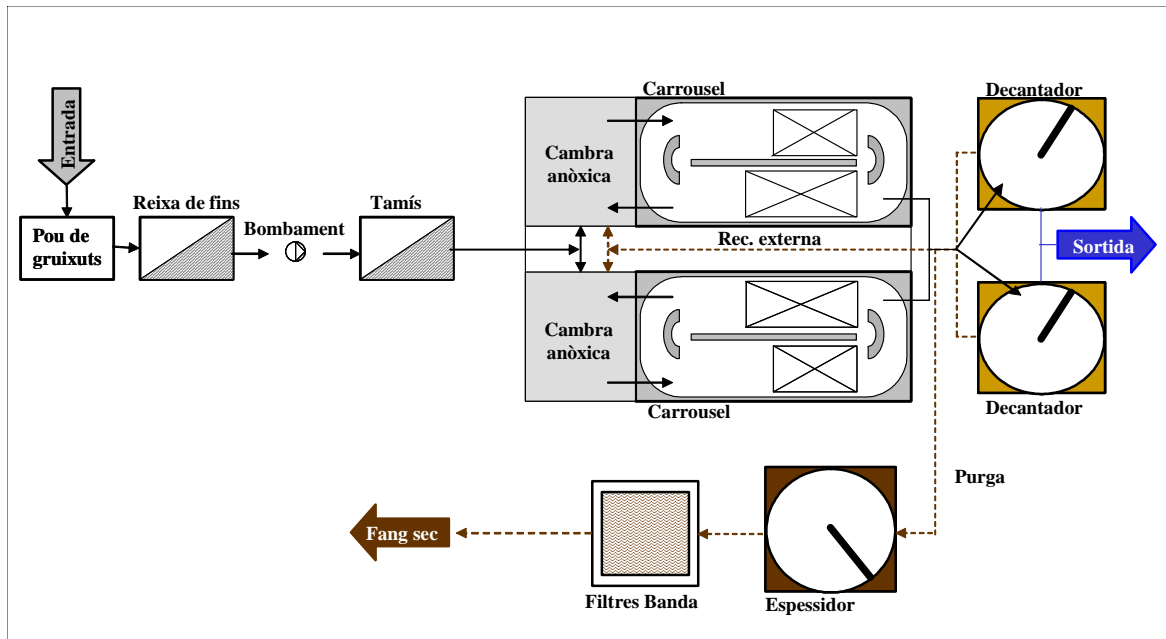 Entrada
Pou de
gruixuts
Reixa de fins
Bombament
Tamís
Carrousel
Cambra
anòxica
Rec. externa
Cambra
anòxica
Carrousel
Decantador
Sortida
Decantador
Purga
Fang sec
Filtres Banda
Espessidor